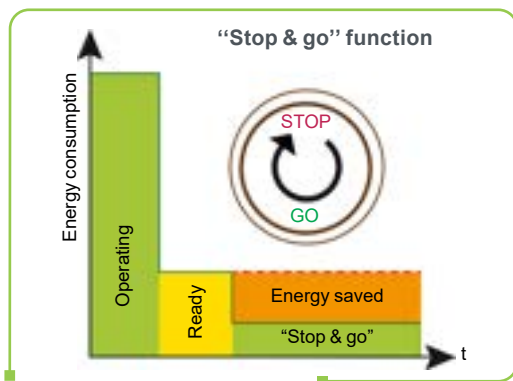 “Stop & go” function
Energy consumption
STOP
GO
Operating
Ready
Energy saved
“Stop & go”
t